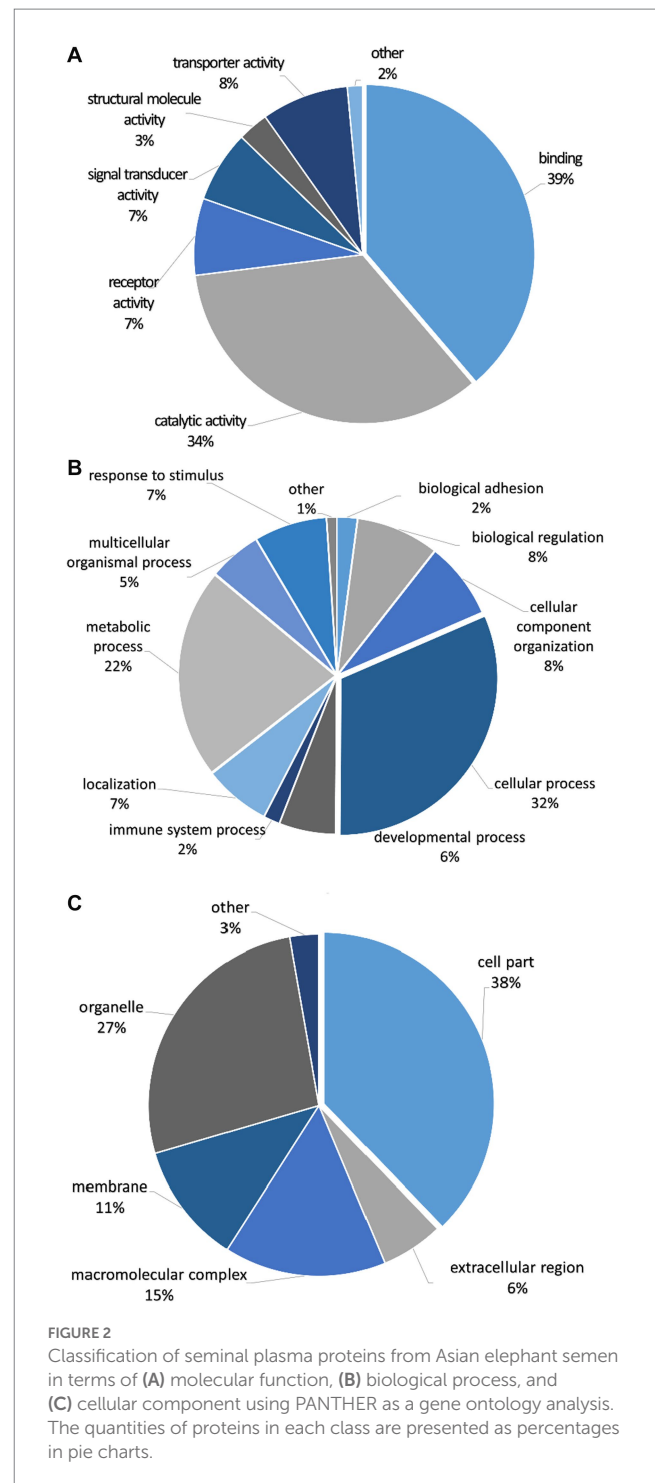 A
transporter activity
8%
other
2%
structural molecule
activity
3%
binding
39%
signal transducer
activity
7%
receptor
activity
7%
catalytic activity
34%
B
response to stimulus
7%
other
1%
biological adhesion
2%
biological regulation
8%
multicellular
organismal process
5%
cellular
component
organization
8%
metabolic
process
22%
cellular process
32%
localization
7%
immune system process
2%
developmental process
6%
C
other
3%
cell part
38%
organelle
27%
membrane
11%
macromolecular complex
15%
extracellular region
6%
FIGURE 2
Classification of seminal plasma proteins from Asian elephant semen
in terms of (A) molecular function, (B) biological process, and
(C) cellular component using PANTHER as a gene ontology analysis.
The quantities of proteins in each class are presented as percentages
in pie charts.